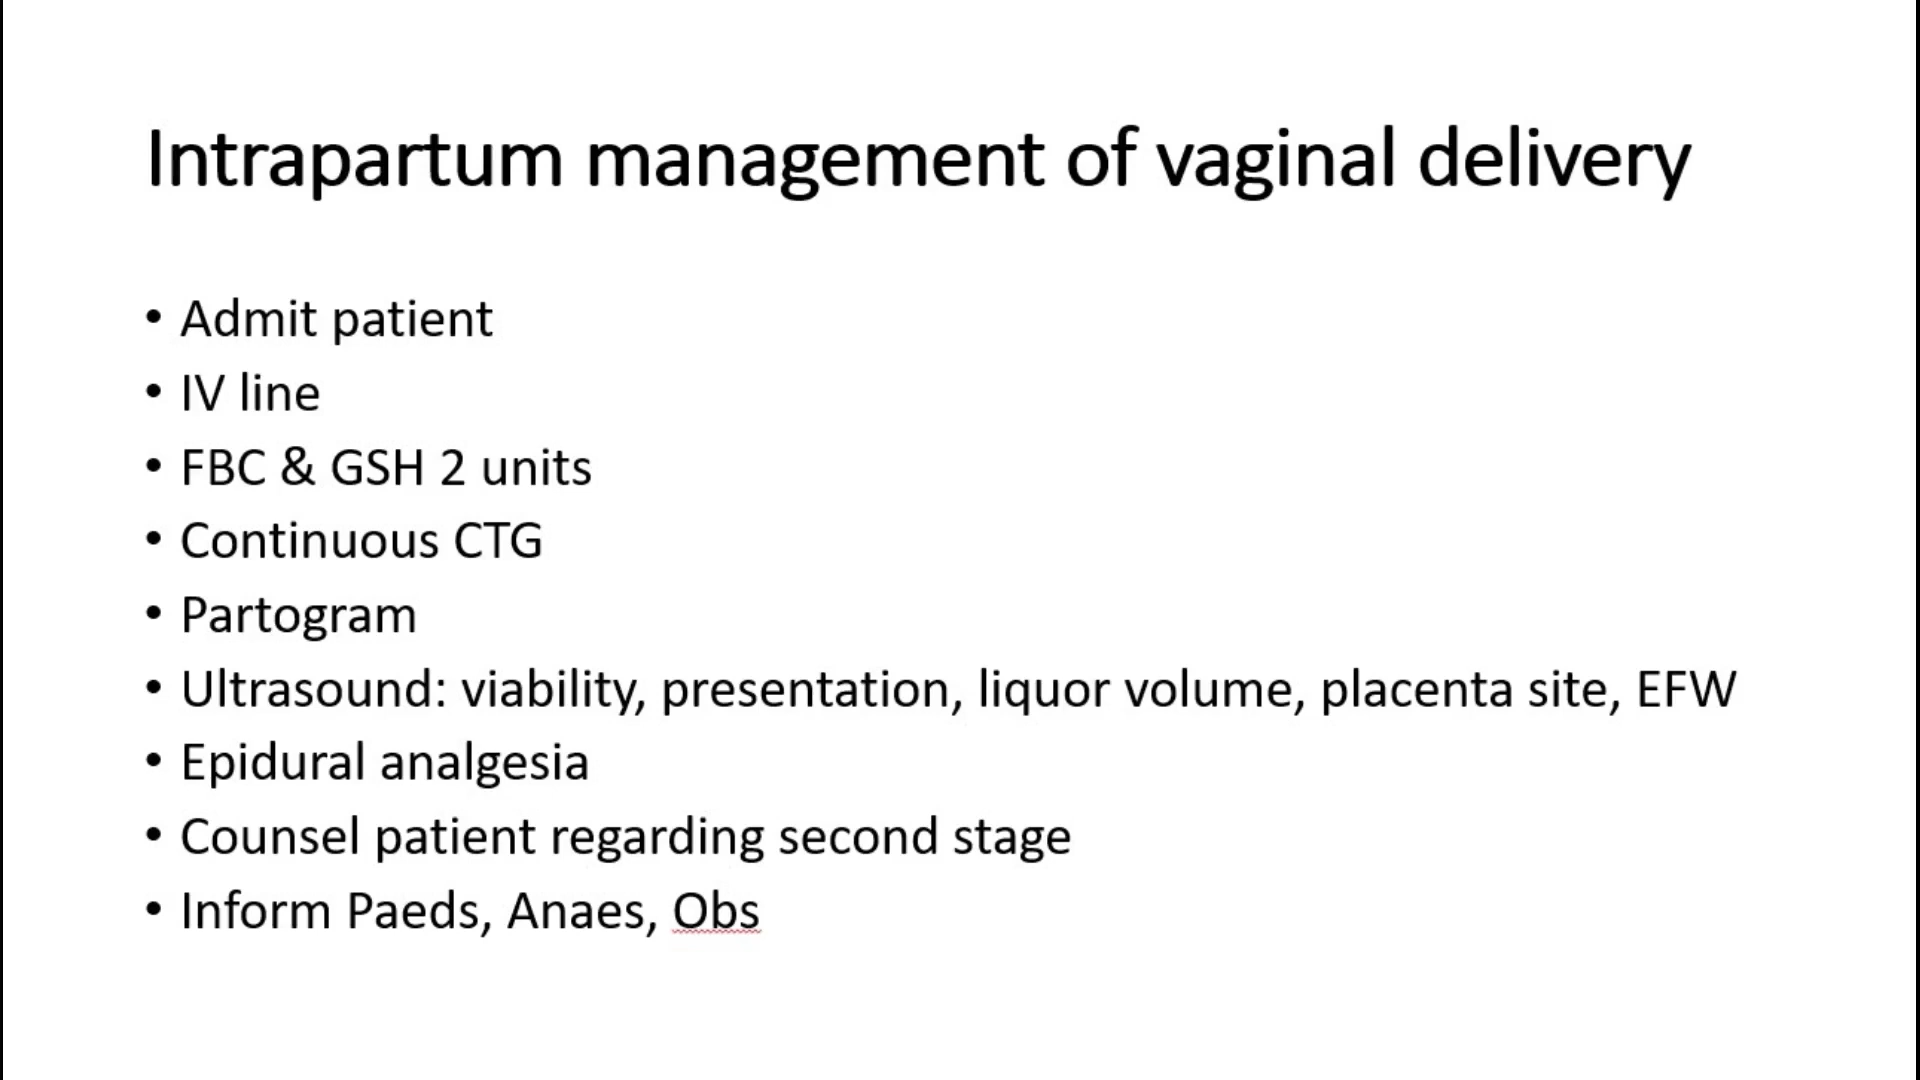 Intrapartum management of vaginal delivery
• Admit patient
• IV line
• FBC & GSH 2 units
• Continuous CTG
• Partogram
• Ultrasound: viability, presentation, liquor volume, placenta site, EFW
• Epidural analgesia
• Counsel patient regarding second stage
• Inform Paeds, Anaes, Obs